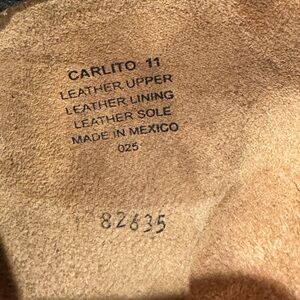 CARLITO 11
LEATHER UPPER
LEATHER LINING
LEATHER SOLE
MADE IN MEXICO
025
82635